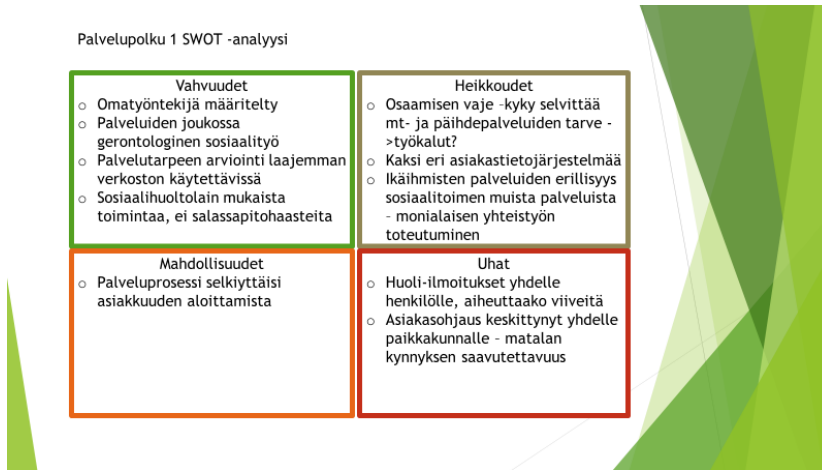 Palvelupolku 1 SWOT -analyysi
Vahvuudet
o Omatyöntekijä määritelty
o Palveluiden joukossa
gerontologinen sosiaalityö
o Palvelutarpeen arviointi laajemman
verkoston käytettävissä
o Sosiaalihuoltolain mukaista
toimintaa, ei salassapitohaasteita
Heikkoudet
o Osaamisen vaje –kyky selvittää
mt- ja päihdepalveluiden tarve -
>työkalut?
o Kaksi eri asiakastietojärjestelmää
o Ikäihmisten palveluiden erillisyys
sosiaalitoimen muista palveluista
– monialaisen yhteistyön
toteutuminen
Mahdollisuudet
o Palveluprosessi selkiyttäisi
asiakkuuden aloittamista
Uhat
o Huoli-ilmoitukset yhdelle
henkilölle, aiheuttaako viiveitä
o Asiakasohjaus keskittynyt yhdelle
paikkakunnalle – matalan
kynnyksen saavutettavuus